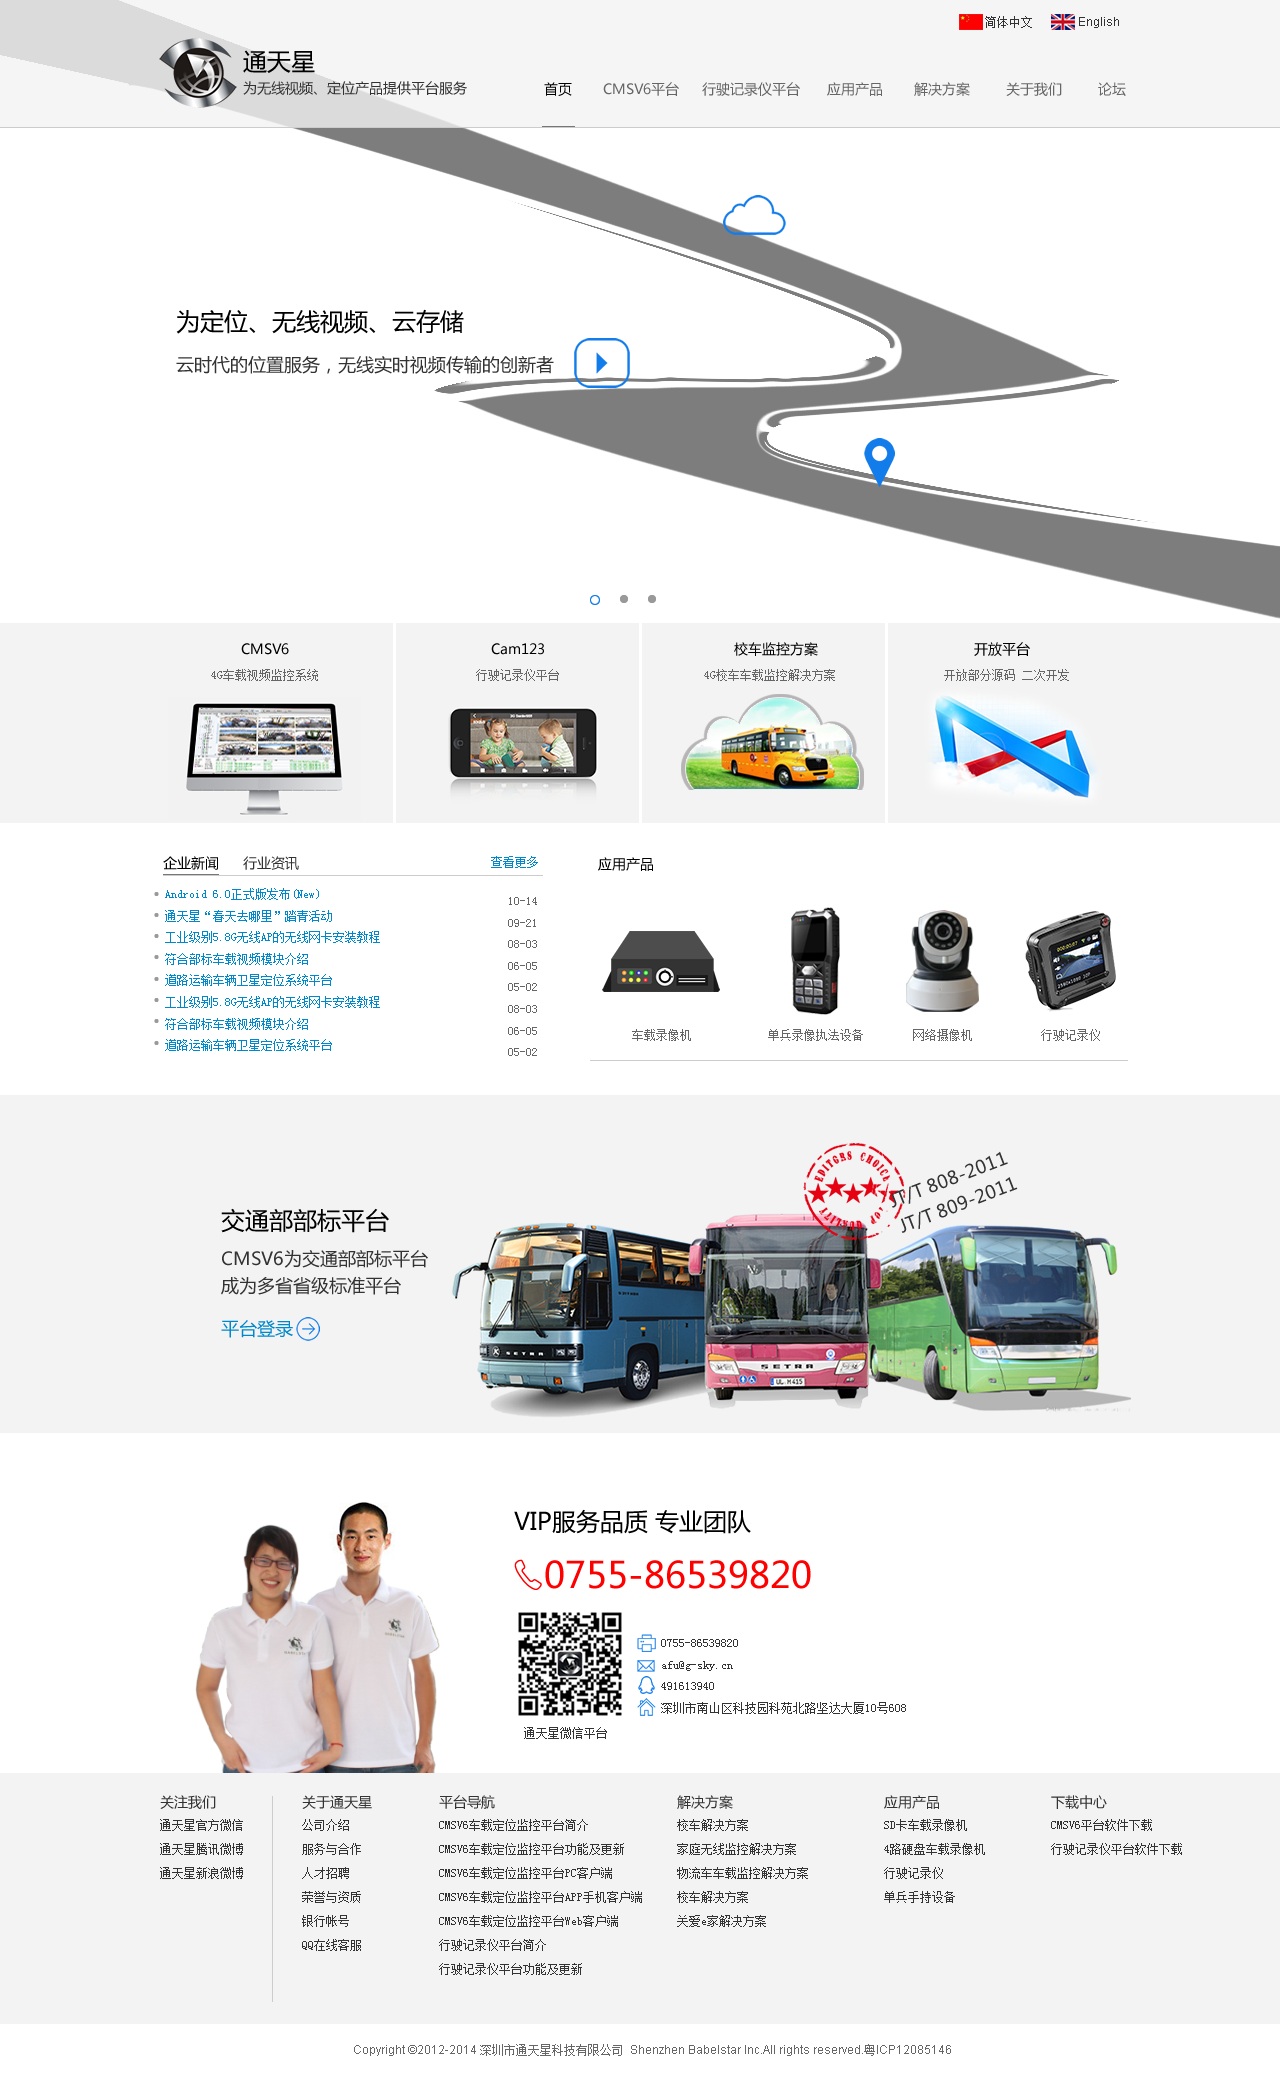 简体中文 English
通天星
为无线视频、定位产品提供平台服务
首页 CMSV6平台 行驶记录仪平台 应用产品 解决方案 关于我们 论坛
为定位、无线视频、云存储
云时代的位置服务，无线实时视频传输的创新者
CMSV6 Cam123 校车监控方案 开放平台
4G车载视频监控系统 行驶记录仪平台 4G校车车载监控解决方案 开放部分源码 二次开发
企业新闻 行业资讯 查看更多
Android 6.0正式版发布(New) 10-14
通天星“春天去哪里”踏青活动 09-21
工业级别5.8G无线AP的无线网卡安装教程 08-03
符合部标车载视频模块介绍 06-05
道路运输车辆卫星定位系统平台 05-02
工业级别5.8G无线AP的无线网卡安装教程 08-03
符合部标车载视频模块介绍 06-05
道路运输车辆卫星定位系统平台 05-02
应用产品
车载录像机 单兵录像执法设备 网络摄像机 行驶记录仪
EDITORS CHOICE
TOP QUALITY
JT/T 808-2011
JT/T 809-2011
交通部部标平台
CMSV6为交通部部标平台
成为多省省级标准平台
平台登录
SETRA
SETRA
UL-M 415
VIP服务品质 专业团队
0755-86539820
0755-86539820
afu@g-sky.cn
491613940
深圳市南山区科技园科苑北路坚达大厦10号608
通天星微信平台
关注我们
通天星官方微信
通天星腾讯微博
通天星新浪微博
关于通天星
公司介绍
服务与合作
人才招聘
荣誉与资质
银行帐号
QQ在线客服
平台导航
CMSV6车载定位监控平台简介
CMSV6车载定位监控平台功能及更新
CMSV6车载定位监控平台PC客户端
CMSV6车载定位监控平台APP手机客户端
CMSV6车载定位监控平台Web客户端
行驶记录仪平台简介
行驶记录仪平台功能及更新
解决方案
校车解决方案
家庭无线监控解决方案
物流车车载监控解决方案
校车解决方案
关爱e家解决方案
应用产品
SD卡车载录像机
4路硬盘车载录像机
行驶记录仪
单兵手持设备
下载中心
CMSV6平台软件下载
行驶记录仪平台软件下载
Copyright ©2012-2014 深圳市通天星科技有限公司 Shenzhen Babelstar Inc.All rights reserved.粤ICP12085146